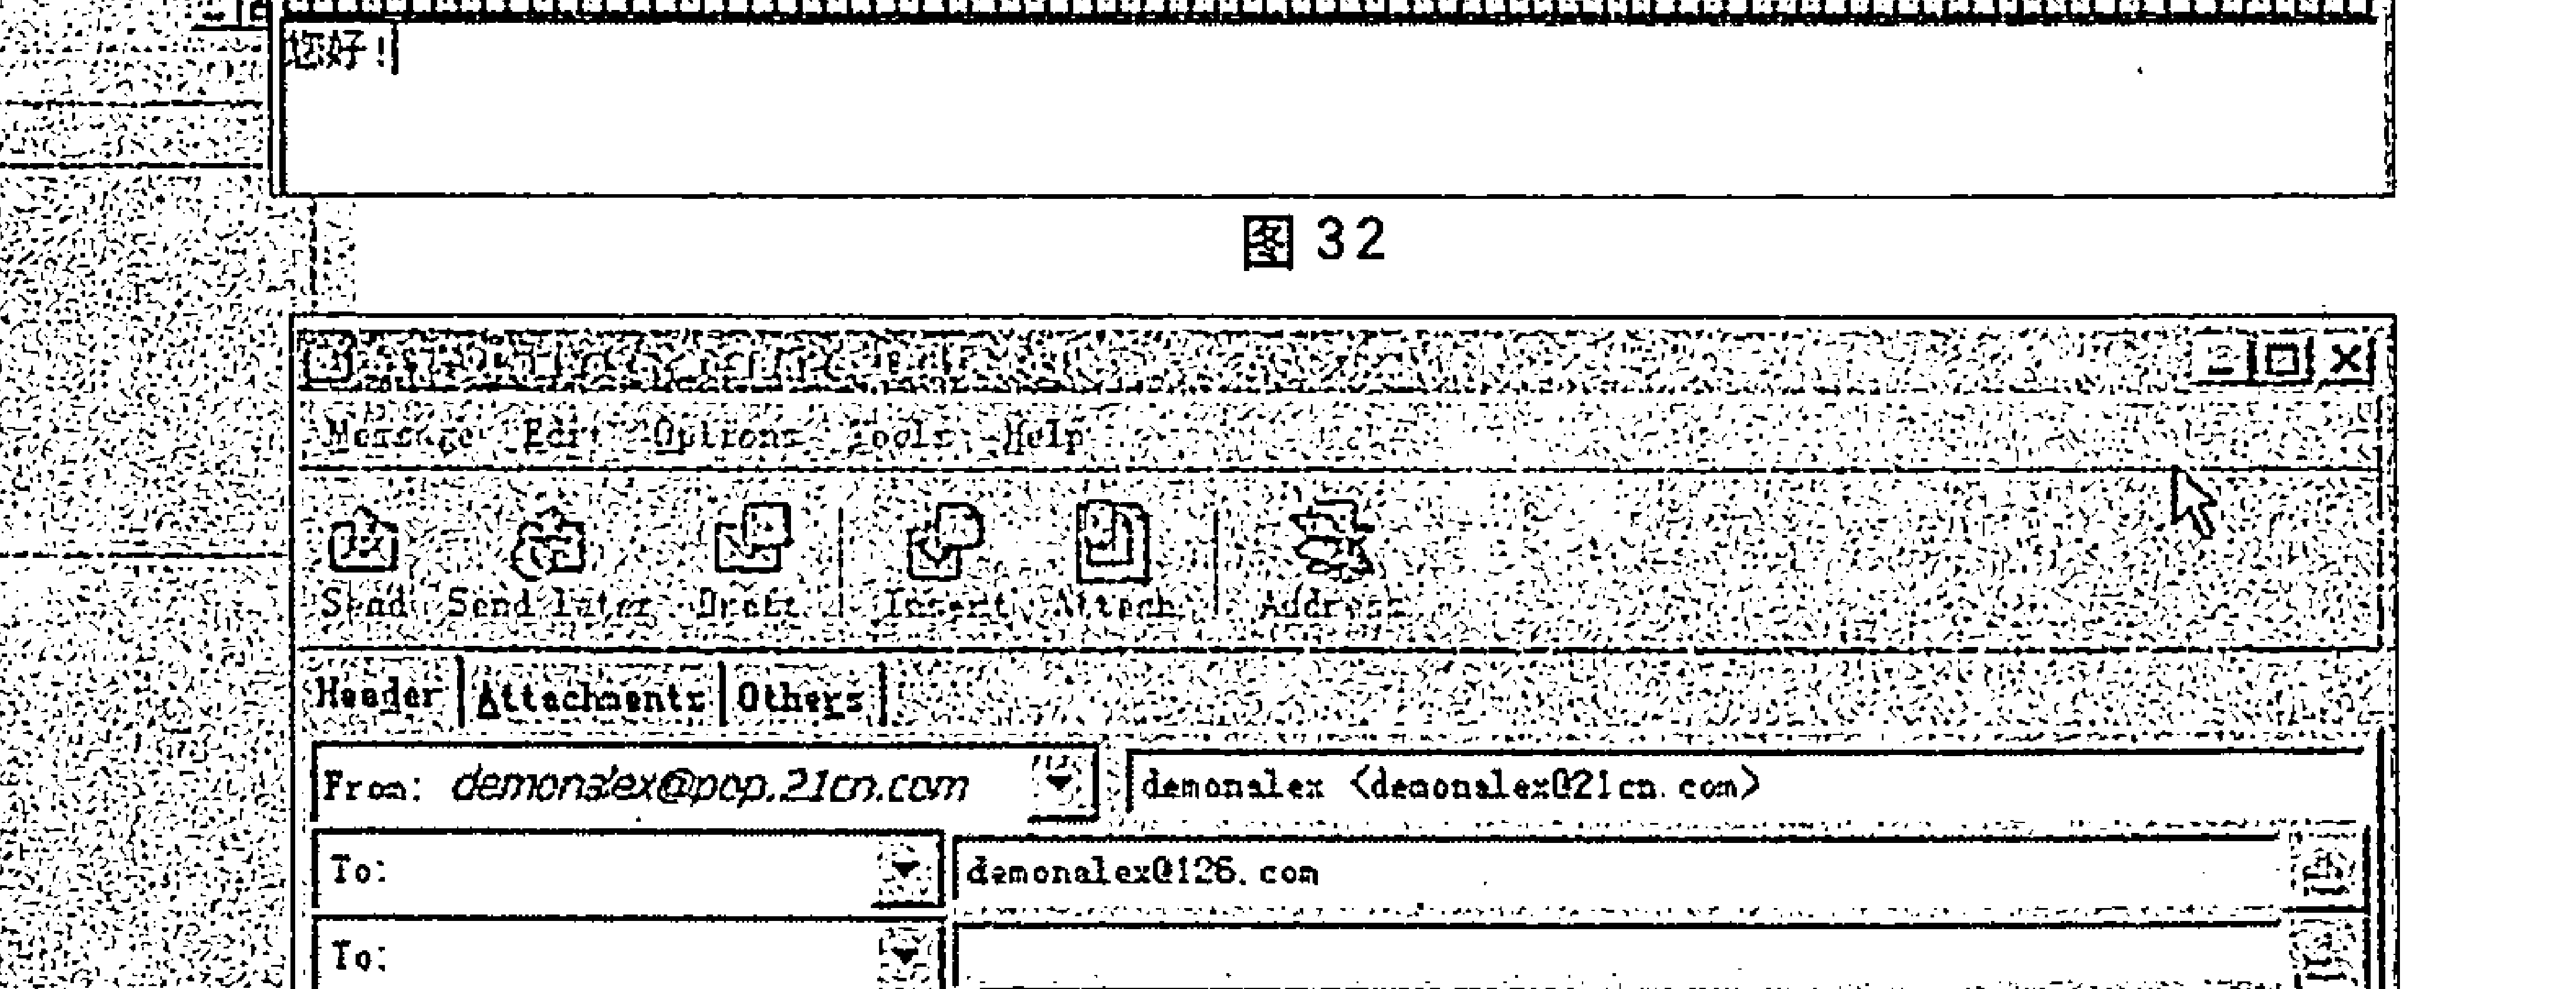 您好!
图 32
Message Edit Options Tools Help
Send Send later Draft Insert Attach Address
Header Attachments Others
From: demonalex@pop.21cn.com demonalex <demonalex@21cn.com>
To: demonalex@126.com
To: